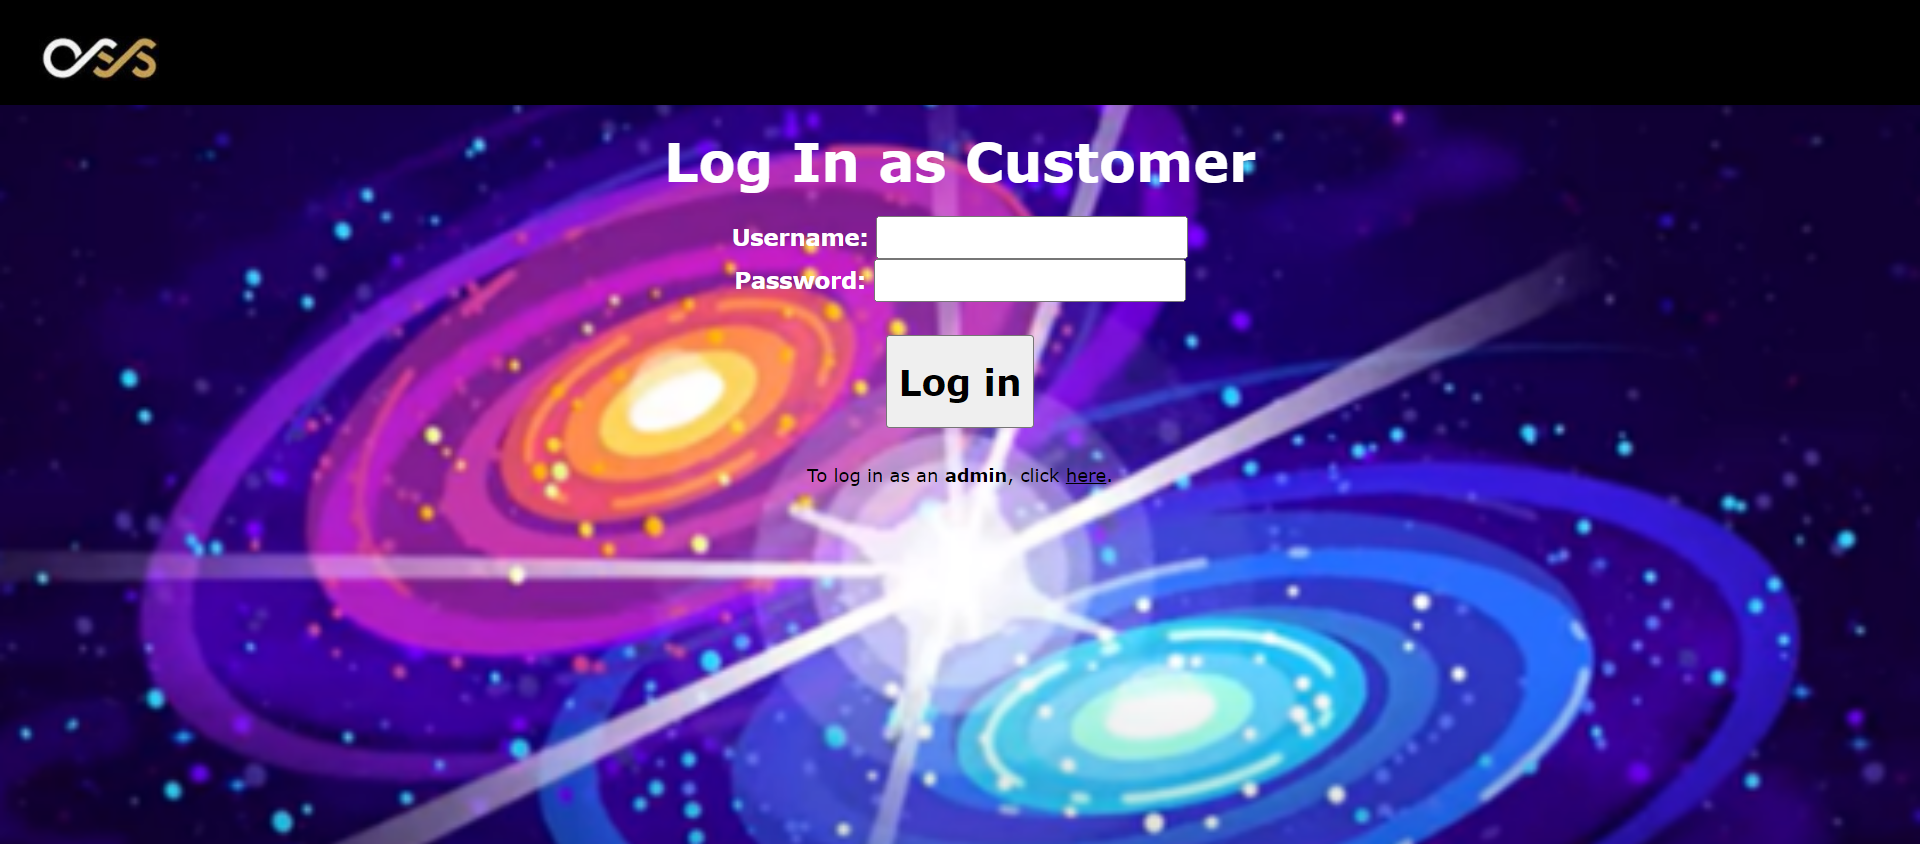 Log In as Customer
Username:
Password:
Log in
To log in as an admin, click here.